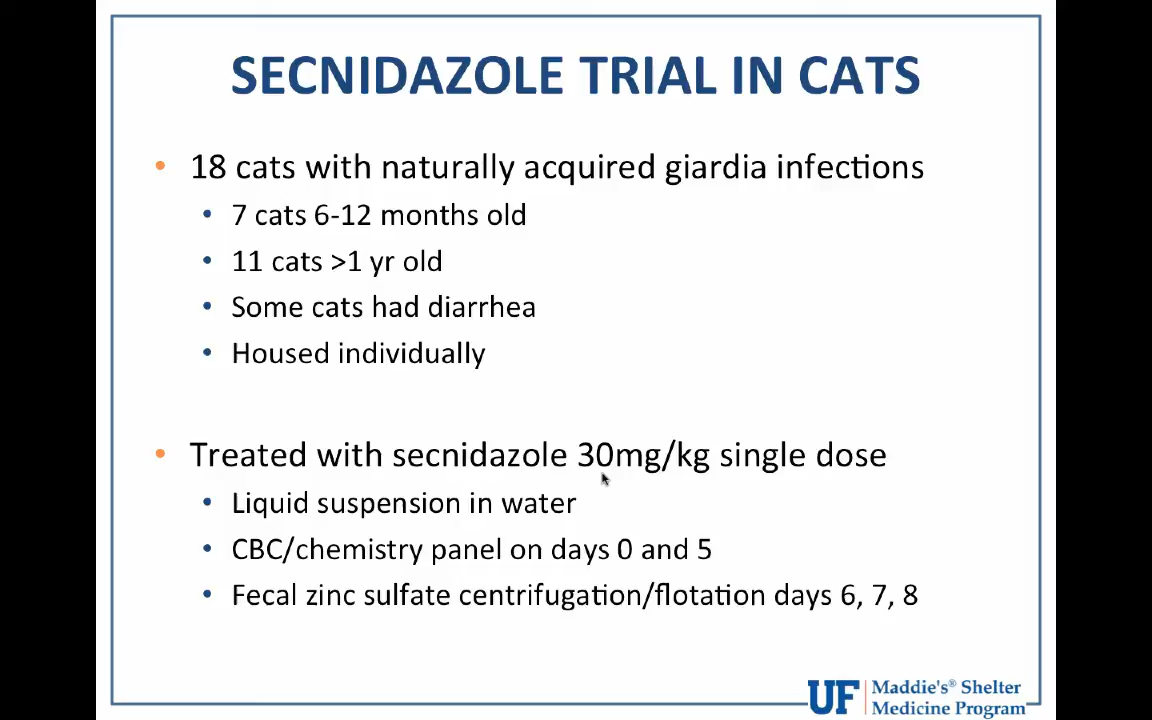 SECNIDAZOLE TRIAL IN CATS
• 18 cats with naturally acquired giardia infections
• 7 cats 6-12 months old
• 11 cats >1 yr old
• Some cats had diarrhea
• Housed individually
• Treated with secnidazole 30mg/kg single dose
• Liquid suspension in water
• CBC/chemistry panel on days 0 and 5
• Fecal zinc sulfate centrifugation/flotation days 6, 7, 8
UF Maddie's® Shelter
Medicine Program